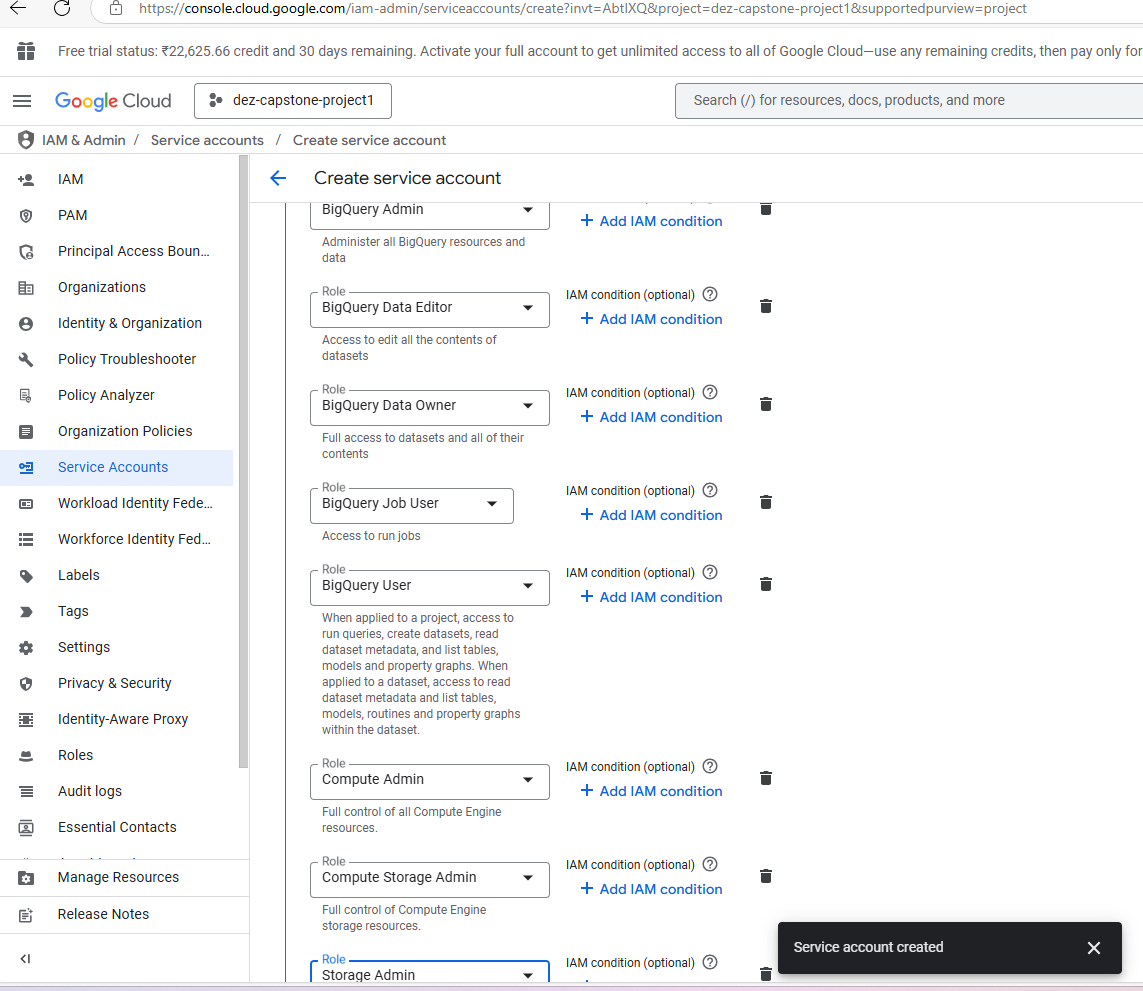 https://console.cloud.google.com/iam-admin/serviceaccounts/create?invt=AbtIXQ&project=dez-capstone-project1&supportedpurview=project
Free trial status: ₹22,625.66 credit and 30 days remaining. Activate your full account to get unlimited access to all of Google Cloud—use any remaining credits, then pay only for
Google Cloud
dez-capstone-project1
Search (/) for resources, docs, products, and more
IAM & Admin / Service accounts / Create service account
IAM
PAM
Principal Access Boun...
Organizations
Identity & Organization
Policy Troubleshooter
Policy Analyzer
Organization Policies
Service Accounts
Workload Identity Fede...
Workforce Identity Fed...
Labels
Tags
Settings
Privacy & Security
Identity-Aware Proxy
Roles
Audit logs
Essential Contacts
Manage Resources
Release Notes
Create service account
BigQuery Admin
+ Add IAM condition
Administer all BigQuery resources and
data
Role
BigQuery Data Editor
IAM condition (optional)
+ Add IAM condition
Access to edit all the contents of
datasets
Role
BigQuery Data Owner
IAM condition (optional)
+ Add IAM condition
Full access to datasets and all of their
contents
Role
BigQuery Job User
IAM condition (optional)
+ Add IAM condition
Access to run jobs
Role
BigQuery User
IAM condition (optional)
+ Add IAM condition
When applied to a project, access to
run queries, create datasets, read
dataset metadata, and list tables,
models and property graphs. When
applied to a dataset, access to read
dataset metadata and list tables,
models, routines and property graphs
within the dataset.
Role
Compute Admin
IAM condition (optional)
+ Add IAM condition
Full control of all Compute Engine
resources.
Role
Compute Storage Admin
IAM condition (optional)
+ Add IAM condition
Full control of Compute Engine
storage resources.
Role
Storage Admin
IAM condition (optional)
Service account created